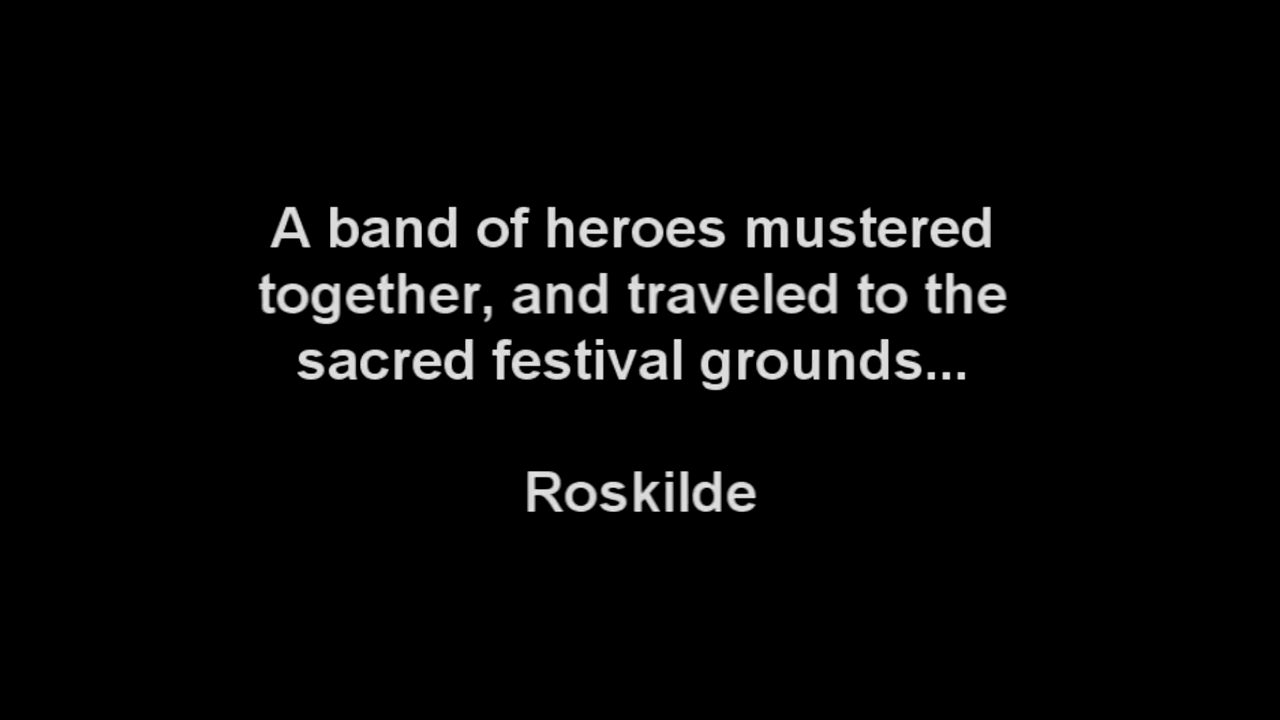 A band of heroes mustered
together, and traveled to the
sacred festival grounds...
Roskilde